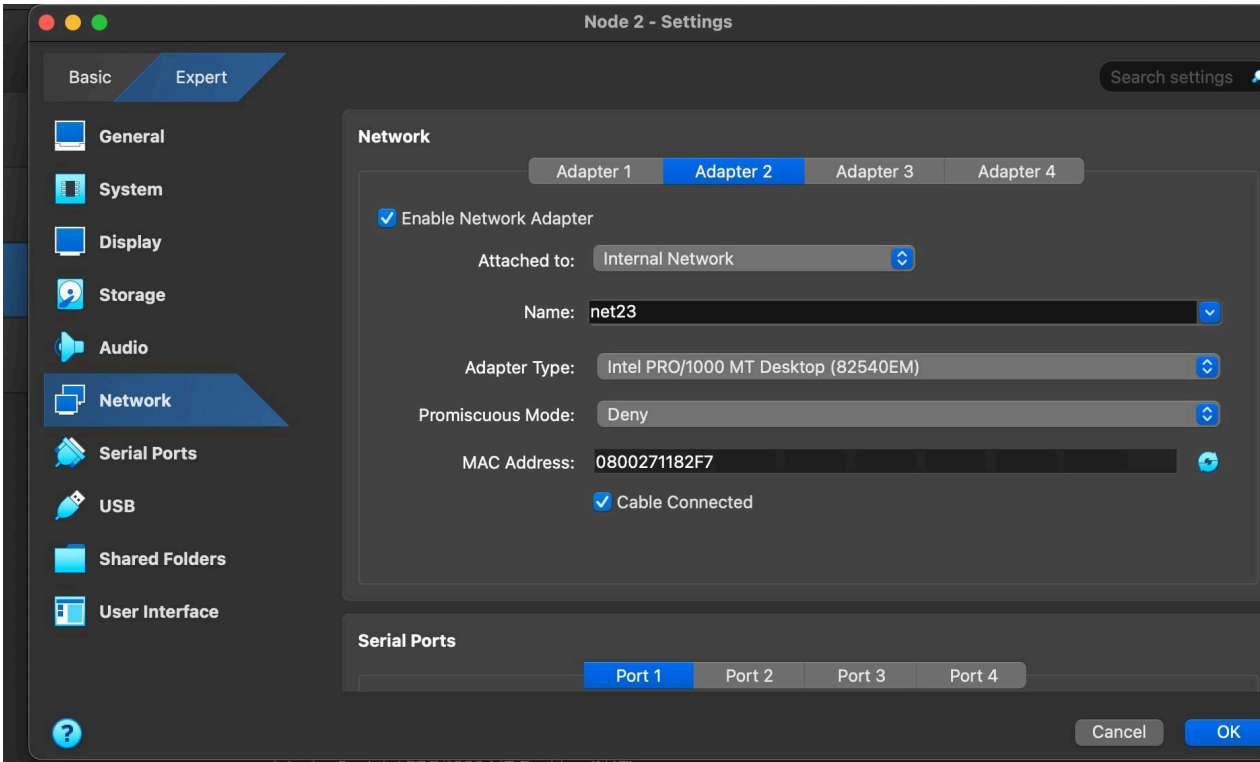 Node 2 - Settings
Basic Expert
Search settings
General
System
Display
Storage
Audio
Network
Serial Ports
USB
Shared Folders
User Interface
Network
Adapter 1 Adapter 2 Adapter 3 Adapter 4
Enable Network Adapter
Attached to: Internal Network
Name: net23
Adapter Type: Intel PRO/1000 MT Desktop (82540EM)
Promiscuous Mode: Deny
MAC Address: 0800271182F7
Cable Connected
Serial Ports
Port 1 Port 2 Port 3 Port 4
?
Cancel OK